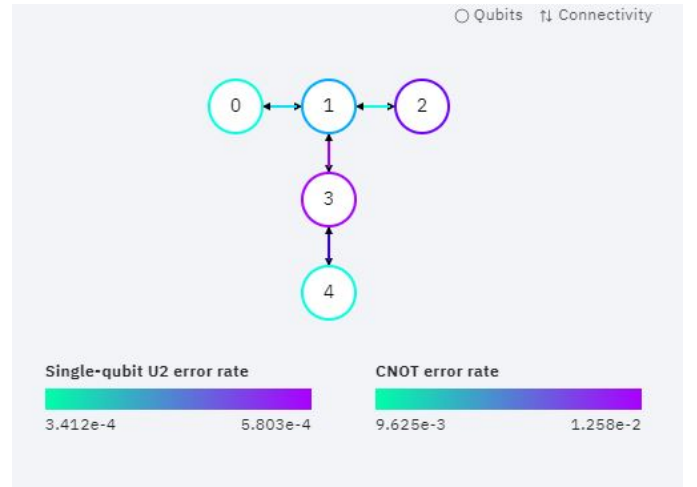 Qubits Connectivity
0 1 2
3
4
Single-qubit U2 error rate CNOT error rate
3.412e-4 5.803e-4 9.625e-3 1.258e-2